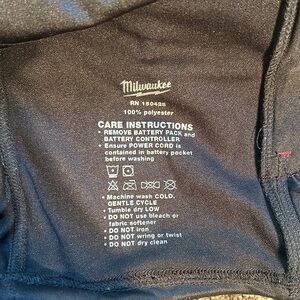 Milwaukee
RN 150428
100% polyester
CARE INSTRUCTIONS
• REMOVE BATTERY PACK and
BATTERY CONTROLLER
• Ensure POWER CORD is
contained in battery pocket
before washing
• Machine wash COLD,
GENTLE CYCLE
• Tumble dry LOW
• DO NOT use bleach or
fabric softener
• DO NOT iron
• DO NOT wring or twist
• DO NOT dry clean